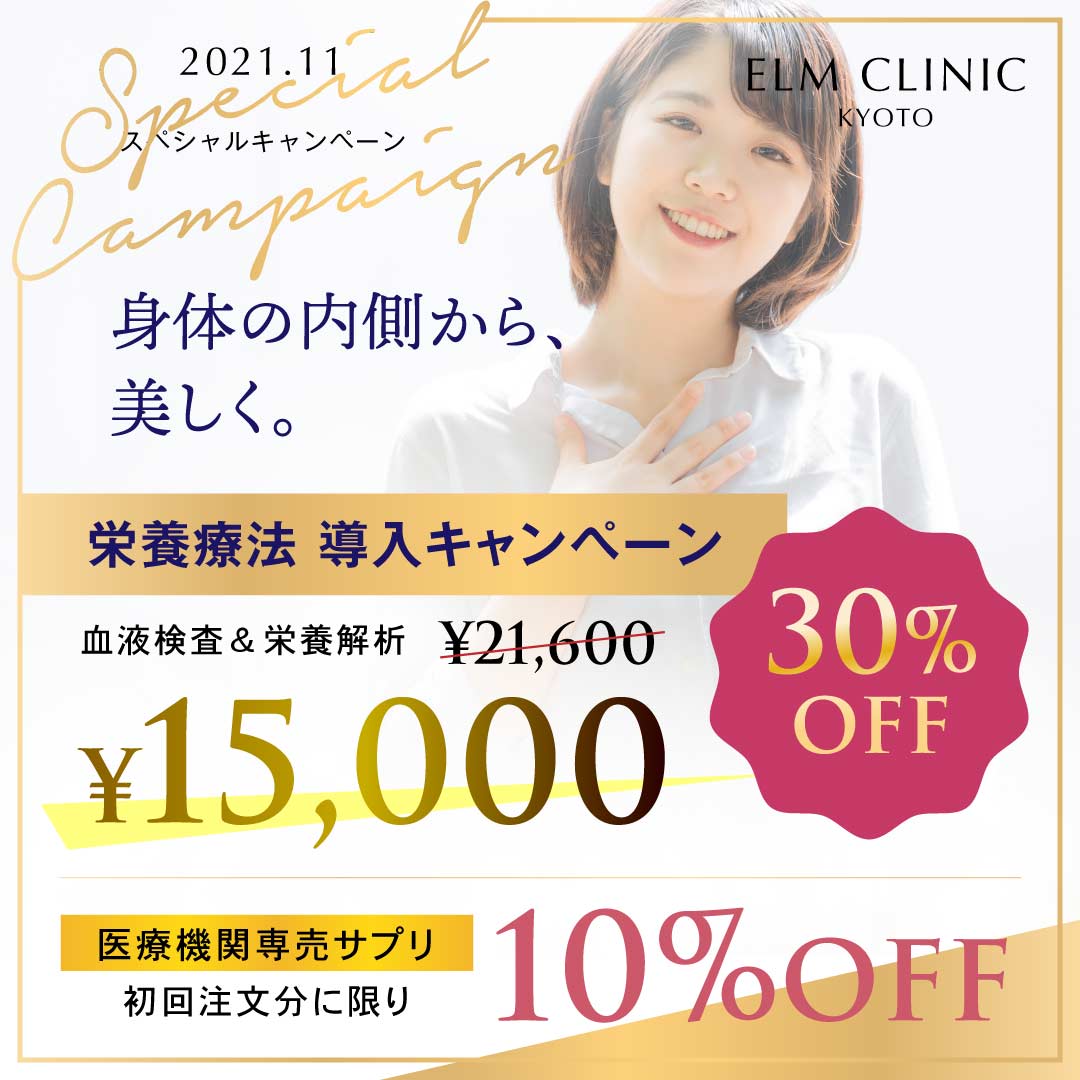 2021.11
Special
スペシャルキャンペーン
Campaign
ELM CLINIC
KYOTO
身体の内側から、
美しく。
栄養療法 導入キャンペーン
血液検査&栄養解析 ¥21,600
¥15,000
30%
OFF
医療機関専売サプリ
初回注文分に限り
10%OFF